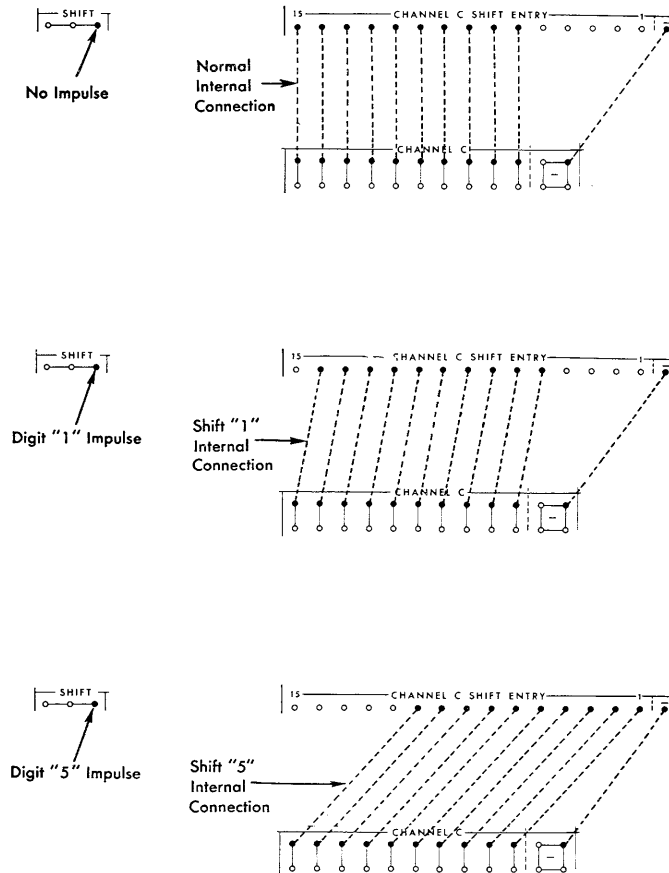 SHIFT
15 CHANNEL C SHIFT ENTRY 1 –
No Impulse
Normal
Internal
Connection
CHANNEL C
–
SHIFT
15 CHANNEL C SHIFT ENTRY 1 –
Digit "1" Impulse
Shift "1"
Internal
Connection
CHANNEL C
–
SHIFT
15 CHANNEL C SHIFT ENTRY 1 –
Digit "5" Impulse
Shift "5"
Internal
Connection
CHANNEL C
–